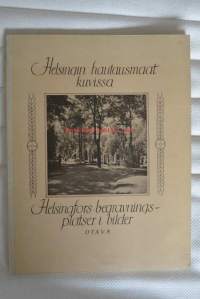 Helsingin hautausmaat
kuvissa
Helsingfors begravnings-
platser i bilder
OTAVA